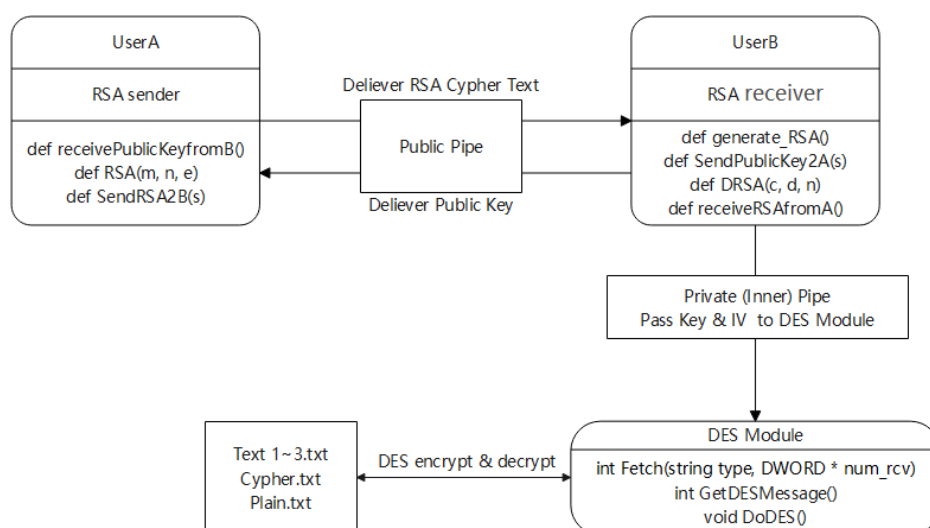 UserA
RSA sender
def receivePublicKeyfromB()
def RSA(m, n, e)
def SendRSA2B(s)
Deliever RSA Cypher Text
Public Pipe
Deliever Public Key
UserB
RSA receiver
def generate_RSA()
def SendPublicKey2A(s)
def DRSA(c, d, n)
def receiveRSAfromA()
Private (Inner) Pipe
Pass Key & IV to DES Module
Text 1~3.txt
Cypher.txt
Plain.txt
DES encrypt & decrypt
DES Module
int Fetch(string type, DWORD * num_rcv)
int GetDESMessage()
void DoDES()